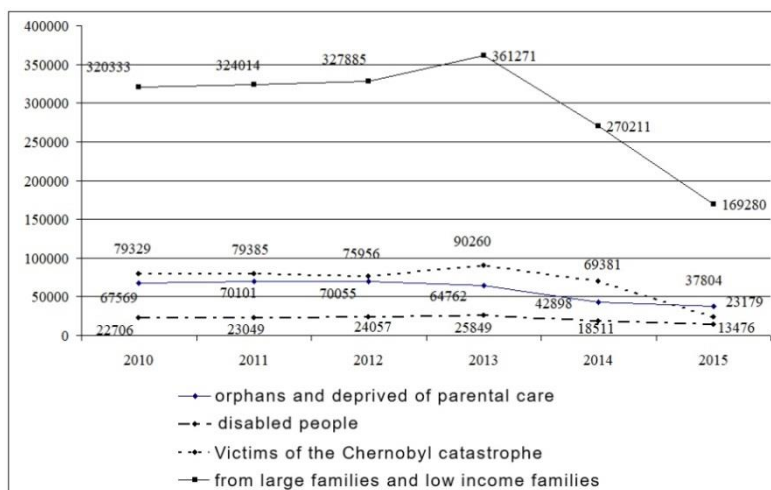 400000
350000
300000
250000
200000
150000
100000
50000
0
320333 324014 327885 361271 270211 169280
79329 79385 75956 90260 69381 23179
67569 70101 70055 64762 42898 37804
22706 23049 24057 25849 18511 13476
2010 2011 2012 2013 2014 2015
orphans and deprived of parental care
disabled people
Victims of the Chernobyl catastrophe
from large families and low income families